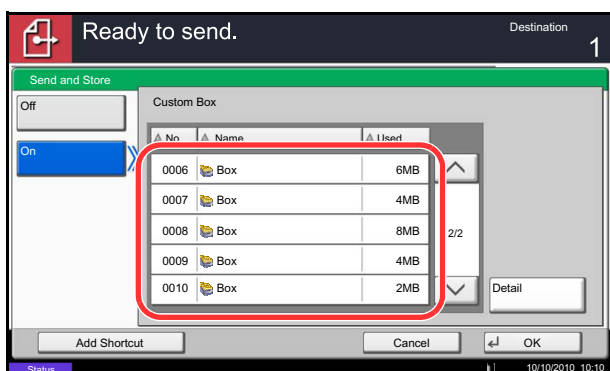 Ready to send.
Destination
1
Send and Store
Off
Custom Box
On
No. Name Used
0006 Box 6MB
0007 Box 4MB
0008 Box 8MB
2/2
0009 Box 4MB
0010 Box 2MB
Detail
Add Shortcut Cancel OK
Status 10/10/2010 10:10